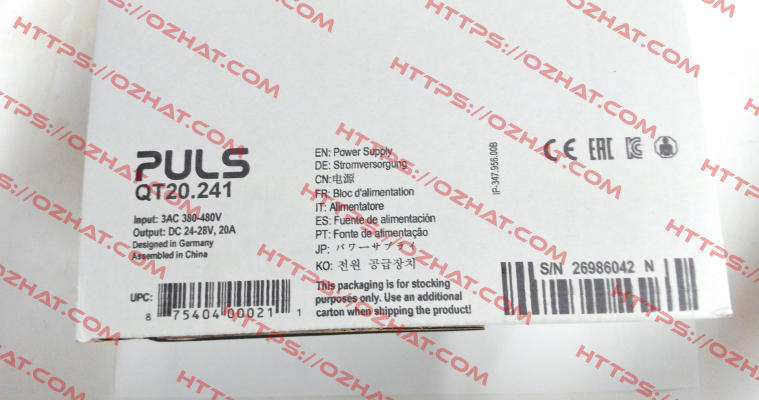 PULS
QT20.241
Input: 3AC 380-480V
Output: DC 24-28V, 20A
Designed in Germany
Assembled in China
UPC:
8 75404 00021 1
EN: Power Supply
DE: Stromversorgung
CN:电源
FR: Bloc d'alimentation
IT: Alimentatore
ES: Fuente de alimentación
PT: Fonte de alimentação
JP: パワーサプライ
KO: 전원 공급장치
This packaging is for stocking
purposes only. Use an additional
carton when shipping the product!
IP-347.956.00B
CE EAC
S/N 26986042 N
HTTPS://OZHAT.COM